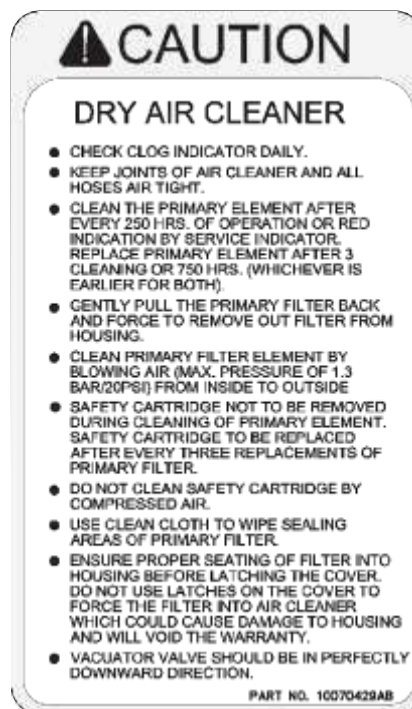 CAUTION
DRY AIR CLEANER
● CHECK CLOG INDICATOR DAILY.
● KEEP JOINTS OF AIR CLEANER AND ALL
HOSES AIR TIGHT.
● CLEAN THE PRIMARY ELEMENT AFTER
EVERY 250 HRS. OF OPERATION OR RED
INDICATION BY SERVICE INDICATOR.
REPLACE PRIMARY ELEMENT AFTER 3
CLEANING OR 750 HRS. (WHICHEVER IS
EARLIER FOR BOTH).
● GENTLY PULL THE PRIMARY FILTER BACK
AND FORCE TO REMOVE OUT FILTER FROM
HOUSING.
● CLEAN PRIMARY FILTER ELEMENT BY
BLOWING AIR (MAX. PRESSURE OF 1.3
BAR/20PSI) FROM INSIDE TO OUTSIDE
● SAFETY CARTRIDGE NOT TO BE REMOVED
DURING CLEANING OF PRIMARY ELEMENT.
SAFETY CARTRIDGE TO BE REPLACED
AFTER EVERY THREE REPLACEMENTS OF
PRIMARY FILTER.
● DO NOT CLEAN SAFETY CARTRIDGE BY
COMPRESSED AIR.
● USE CLEAN CLOTH TO WIPE SEALING
AREAS OF PRIMARY FILTER.
● ENSURE PROPER SEATING OF FILTER INTO
HOUSING BEFORE LATCHING THE COVER.
DO NOT USE LATCHES ON THE COVER TO
FORCE THE FILTER INTO AIR CLEANER
WHICH COULD CAUSE DAMAGE TO HOUSING
AND WILL VOID THE WARRANTY.
● VACUATOR VALVE SHOULD BE IN PERFECTLY
DOWNWARD DIRECTION.
PART NO. 10070429AB